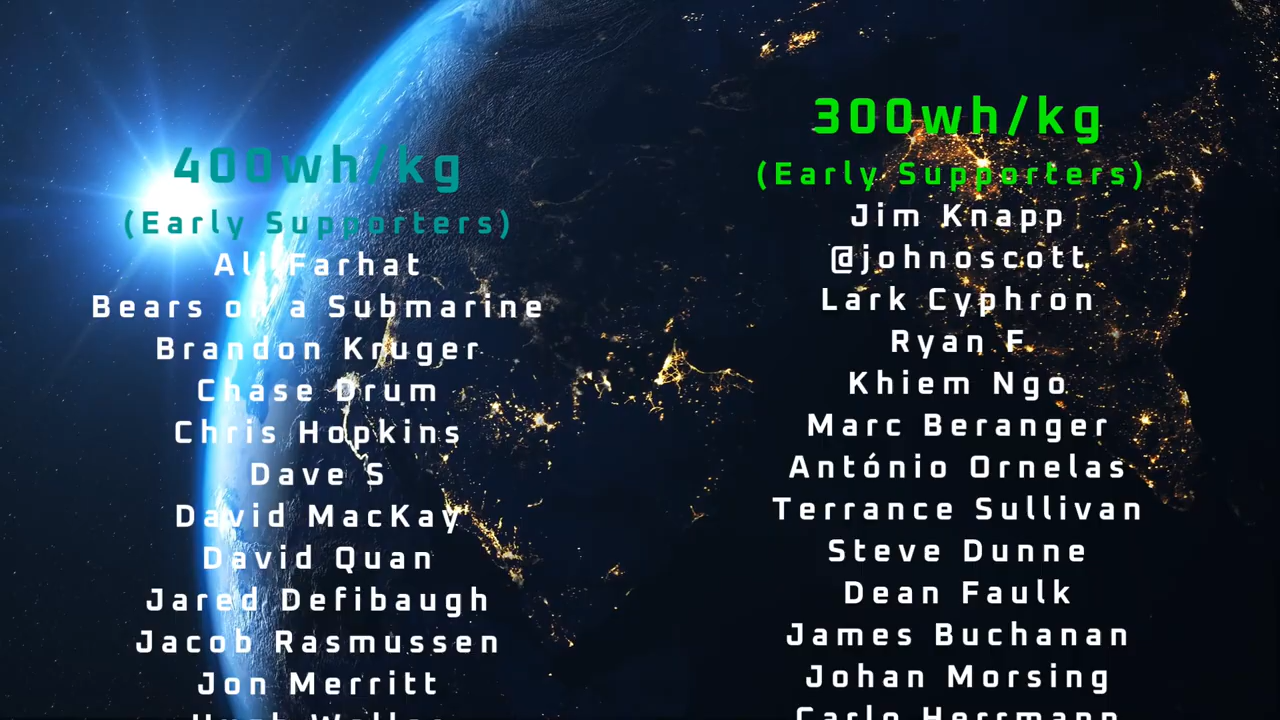 400wh/kg
(Early Supporters)
Ali Farhat
Bears on a Submarine
Brandon Kruger
Chase Drum
Chris Hopkins
Dave S
David MacKay
David Quan
Jared Defibaugh
Jacob Rasmussen
Jon Merritt
300wh/kg
(Early Supporters)
Jim Knapp
@johnoscott
Lark Cyphron
Ryan F
Khiem Ngo
Marc Beranger
António Ornelas
Terrance Sullivan
Steve Dunne
Dean Faulk
James Buchanan
Johan Morsing
Carlo Herrmann